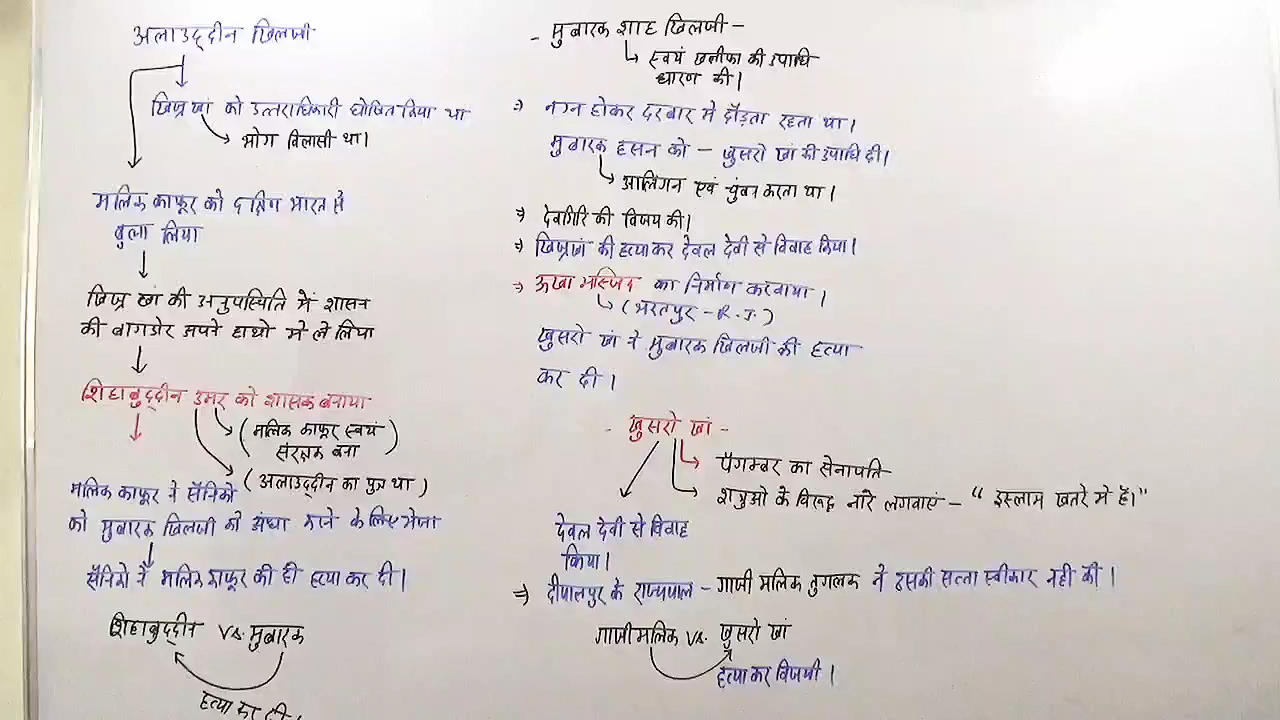 अलाउद्दीन खिलजी
खिज्र खां को उत्तराधिकारी घोषित किया था
भोग विलासी था।
मलिक काफूर को दक्षिण भारत से
बुला लिया
खिज्र खां की अनुपस्थिति में शासन
की बागडोर अपने हाथो में ले लिया
शिहाबुद्दीन उमर को शासक बनाया
(मलिक काफूर स्वयं
संरक्षक बना)
(अलाउद्दीन का पुत्र था)
मलिक काफूर ने सैनिको
को मुबारक खिलजी को अंधा करने के लिए भेजा
सैनिको ने मलिक काफूर की ही हत्या कर दी।
शिहाबुद्दीन VS. मुबारक
हत्या कर दी।
- मुबारक शाह खिलजी -
स्वयं खलीफा की उपाधि
धारण की।
⇒ नग्न होकर दरबार मे दौड़ता रहता था।
मुबारक हसन को - खुसरो खां की उपाधि दी।
आलिंगन एवं चुंबन करता था।
⇒ देवगिरि की विजय की।
⇒ खिज्र खां की हत्या कर देवल देवी से विवाह किया।
⇒ ऊखा मस्जिद का निर्माण करवाया।
(भरतपुर - R.J.)
खुसरो खां ने मुबारक खिलजी की हत्या
कर दी।
- खुसरो खां -
पैगम्बर का सेनापति
शत्रुओ के विरूद्ध नारे लगवाएं - “इस्लाम खतरे में हैं।”
देवल देवी से विवाह
किया।
⇒ दीपालपुर के राज्यपाल - गाजी मलिक तुगलक ने उसकी सत्ता स्वीकार नही की।
गाजी मलिक VS. खुसरो खां
हत्या कर विजयी।